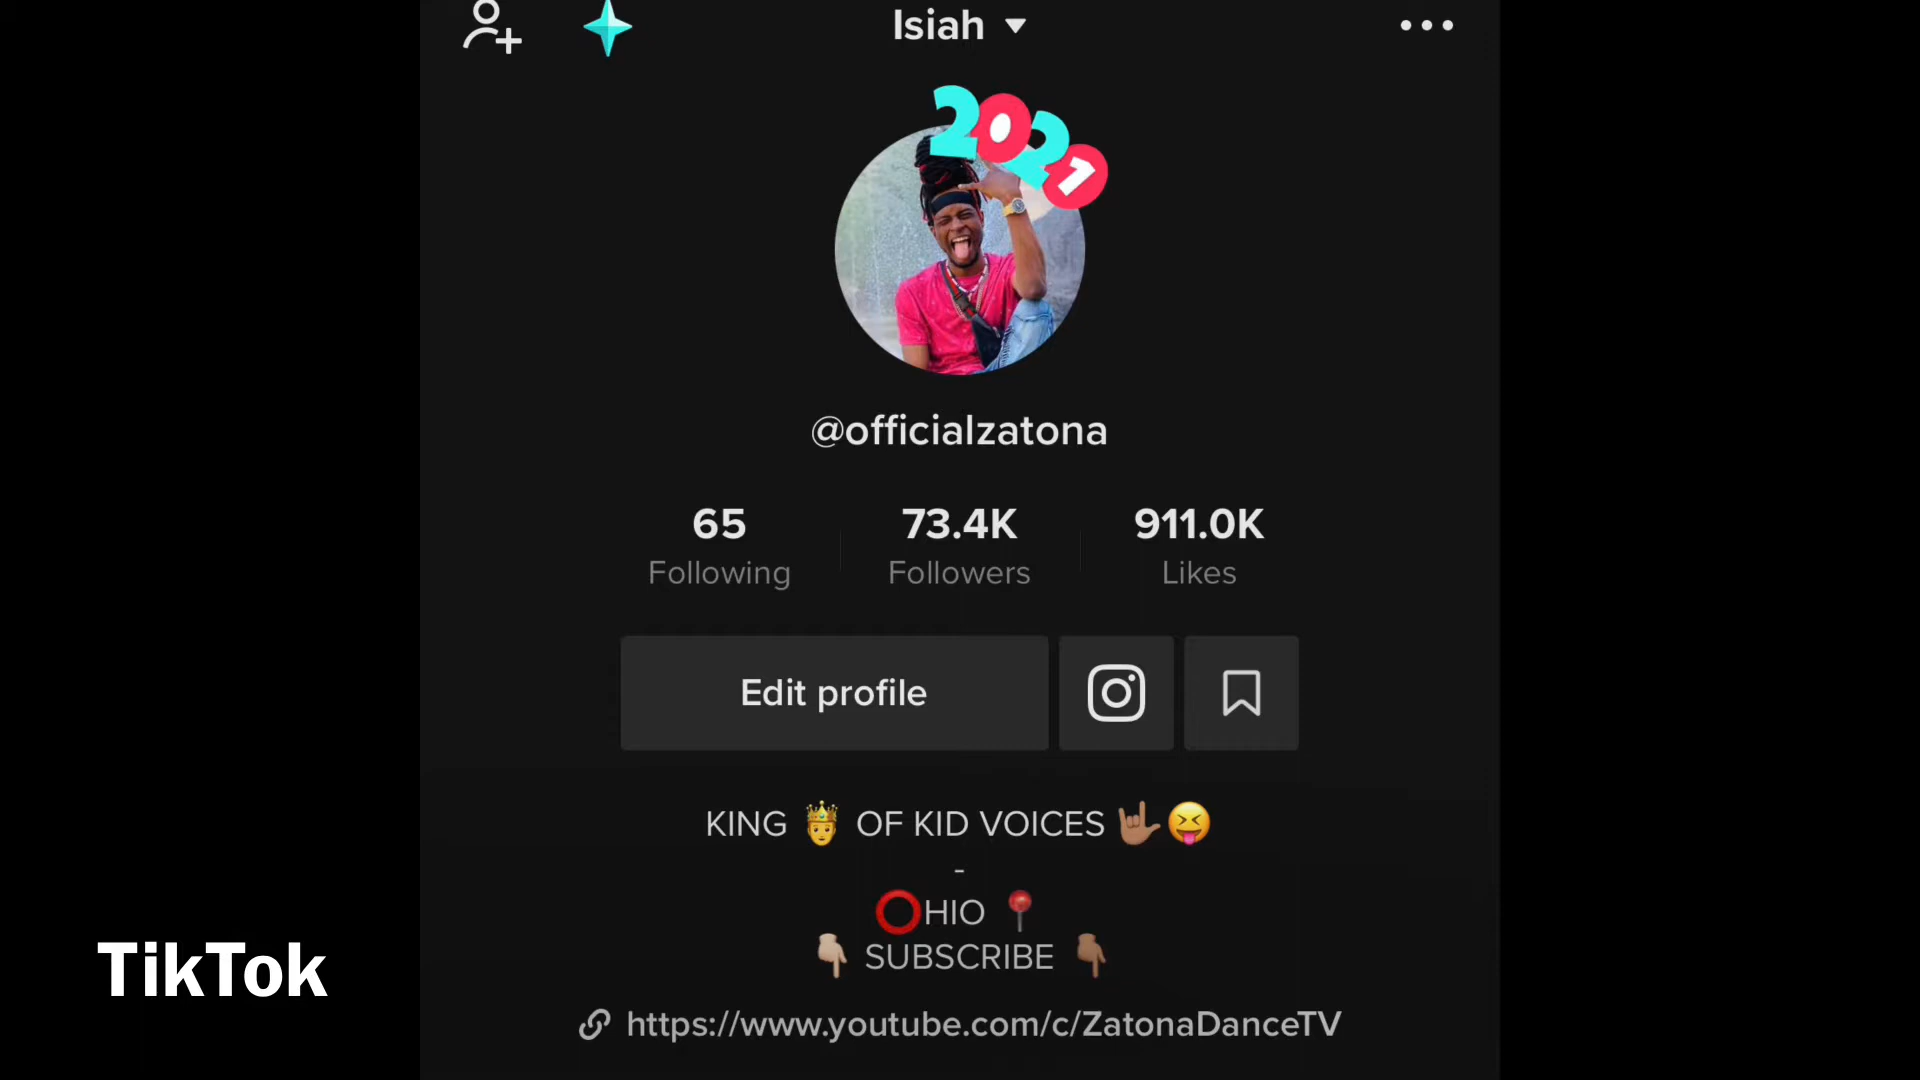 Isiah
2021
@officialzatona
65 73.4K 911.0K
Following Followers Likes
Edit profile
KING 🤴 OF KID VOICES 🤟🏽😝
-
⭕HIO 📍
👇🏻 SUBSCRIBE 👇🏽
https://www.youtube.com/c/ZatonaDanceTV
TikTok